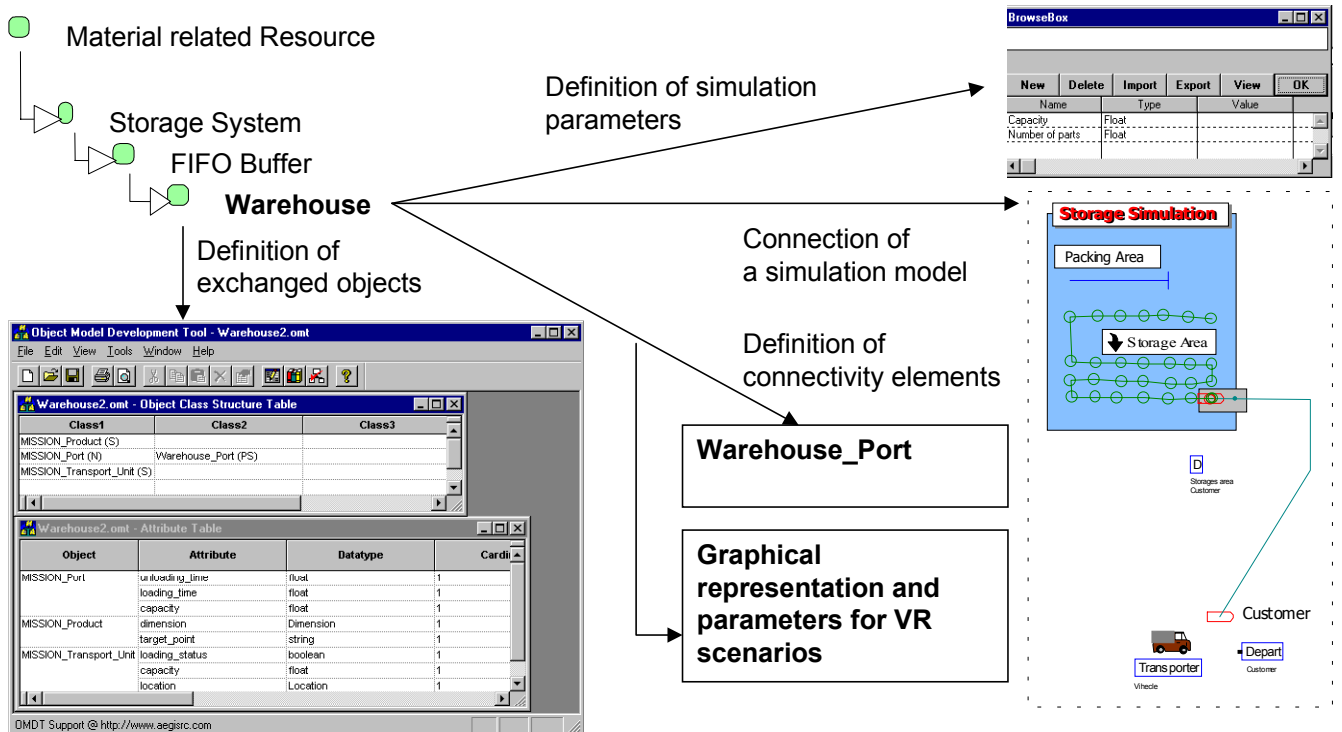 Material related Resource
Storage System
FIFO Buffer
Warehouse
Definition of
exchanged objects
Definition of simulation
parameters
Connection of
a simulation model
Definition of
connectivity elements
Warehouse_Port
Graphical
representation and
parameters for VR
scenarios
BrowseBox
New Delete Import Export View OK
Name Type Value
Capacity Float
Number of parts Float
Storage Simulation
Packing Area
Storage Area
D
Storages area
Customer
Customer
Transporter
Vihecle
Depart
Customer
Object Model Development Tool - Warehouse2.omt
File Edit View Tools Window Help
Warehouse2.omt - Object Class Structure Table
Class1 Class2 Class3
MISSION_Product (S)
MISSION_Port (N) Warehouse_Port (PS)
MISSION_Transport_Unit (S)
Warehouse2.omt - Attribute Table
Object Attribute Datatype Cardin
MISSION_Port unloading_time float 1
loading_time float 1
capacity float 1
MISSION_Product dimension Dimension 1
target_point string 1
MISSION_Transport_Unit loading_status boolean 1
capacity float 1
location Location 1
OMDT Support @ http://www.aegisrc.com